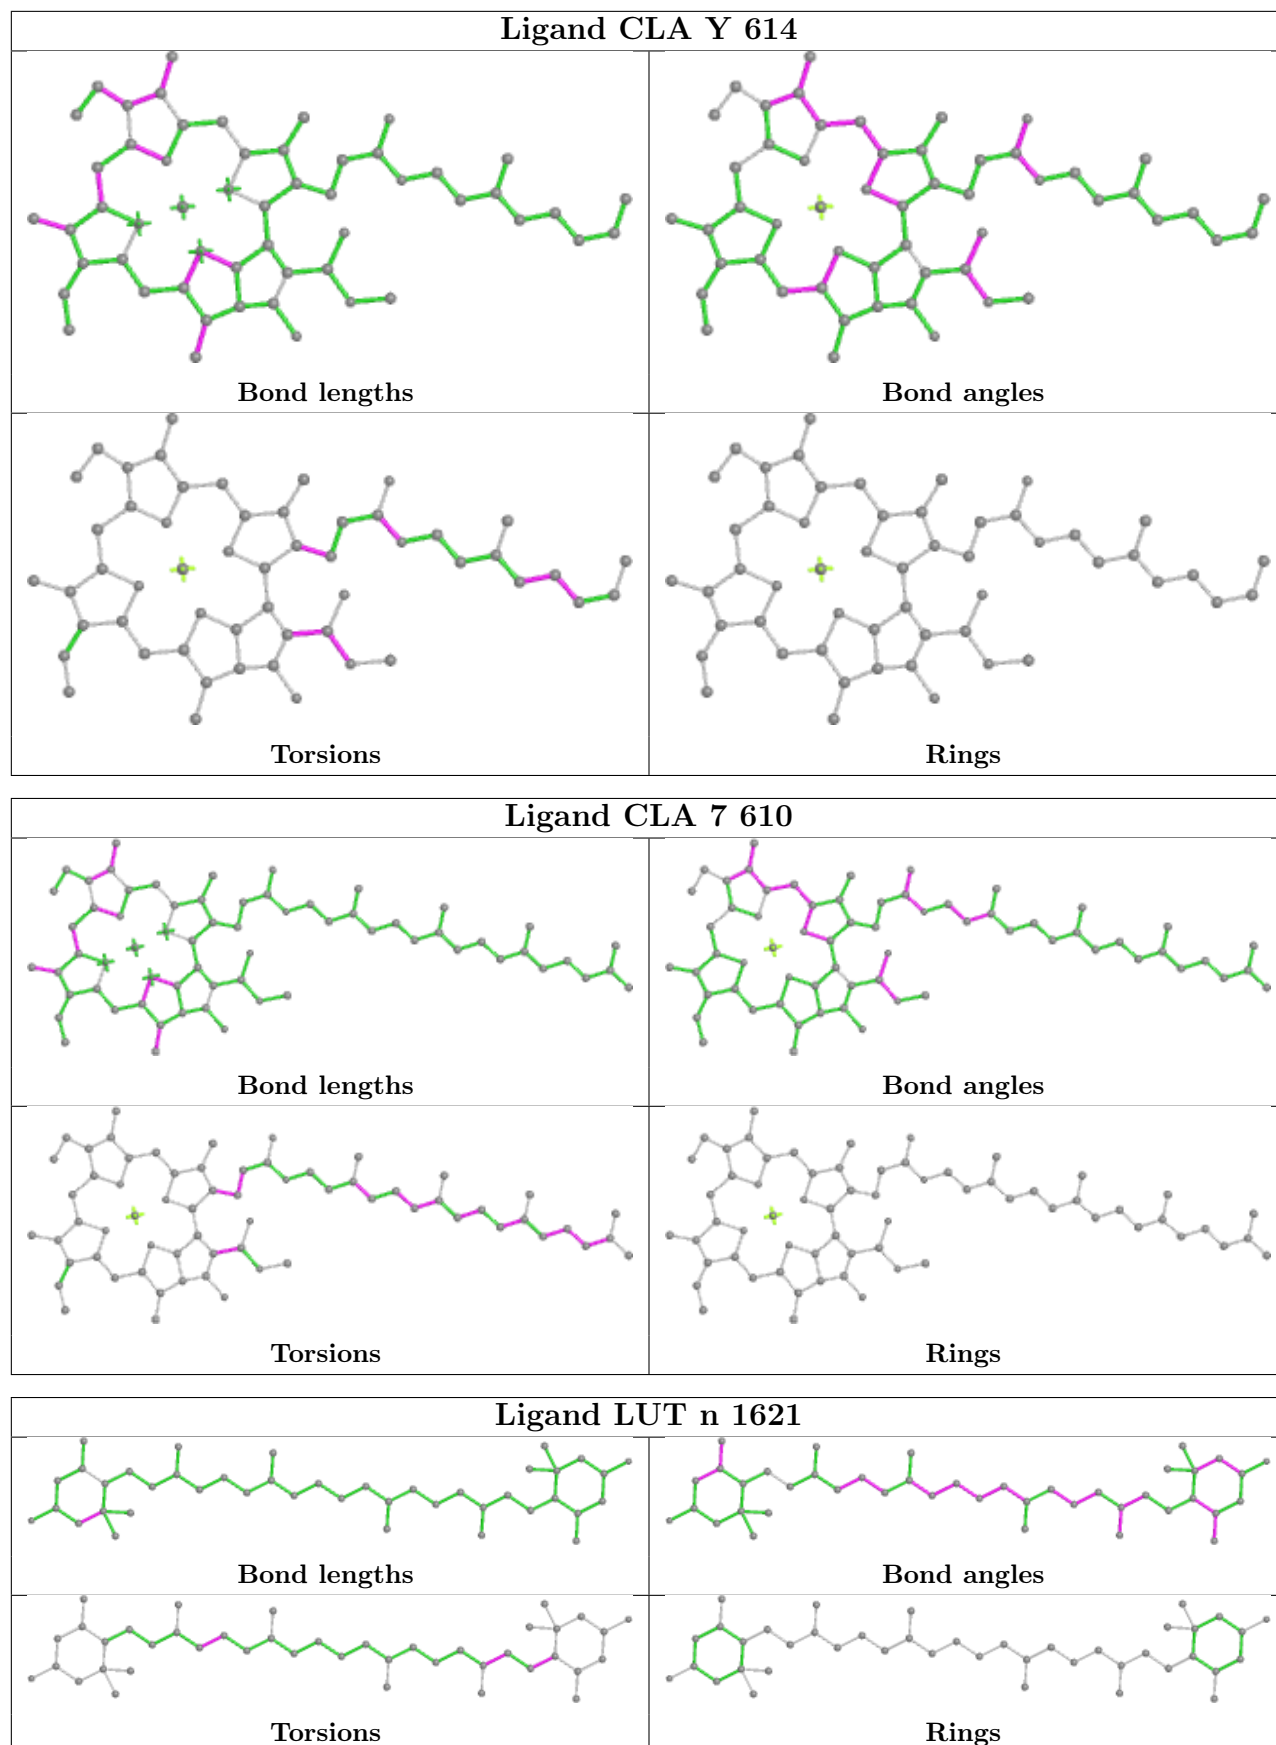 Ligand CLA Y 614
Bond lengths
Bond angles
Torsions
Rings
Ligand CLA 7 610
Bond lengths
Bond angles
Torsions
Rings
Ligand LUT n 1621
Bond lengths
Bond angles
Torsions
Rings